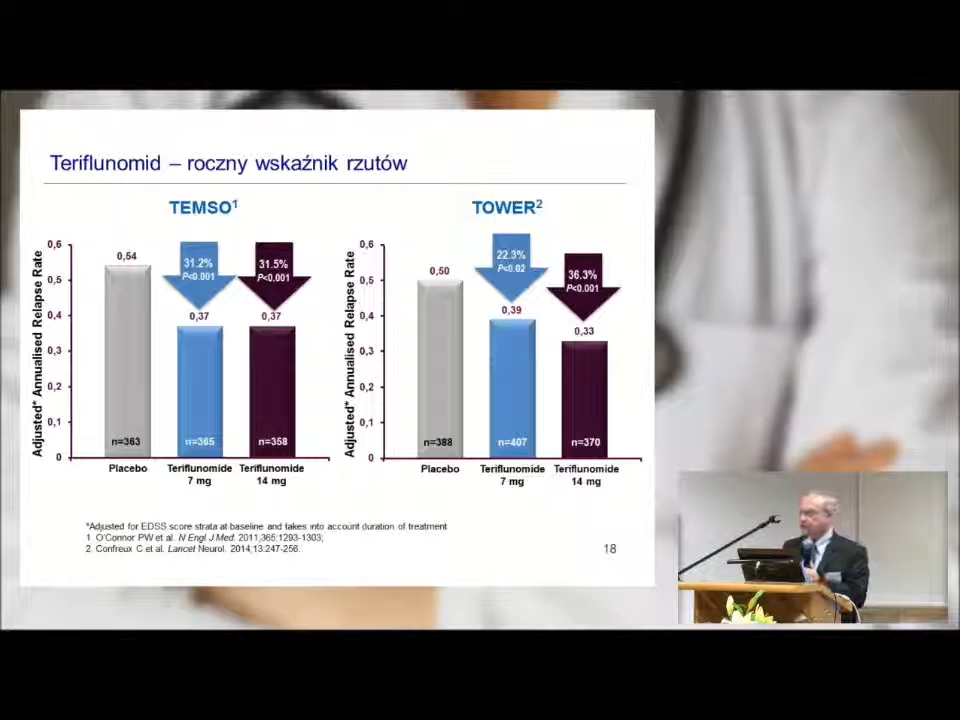 Teriflunomid – roczny wskaźnik rzutów
TEMSO1
Adjusted* Annualised Relapse Rate
0,6
0,5
0,4
0,3
0,2
0,1
0
0,54
31.2%
P<0.001
31.5%
P<0.001
0,37
0,37
n=363
n=365
n=358
Placebo
Teriflunomide
7 mg
Teriflunomide
14 mg
TOWER2
Adjusted* Annualised Relapse Rate
0,6
0,5
0,4
0,3
0,2
0,1
0
0,50
22.3%
P<0.02
36.3%
P<0.001
0,39
0,33
n=388
n=407
n=370
Placebo
Teriflunomide
7 mg
Teriflunomide
14 mg
*Adjusted for EDSS score strata at baseline and takes into account duration of treatment
1. O'Connor PW et al. N Engl J Med. 2011;365:1293-1303;
2. Confreux C et al. Lancet Neurol. 2014;13:247-256.
18